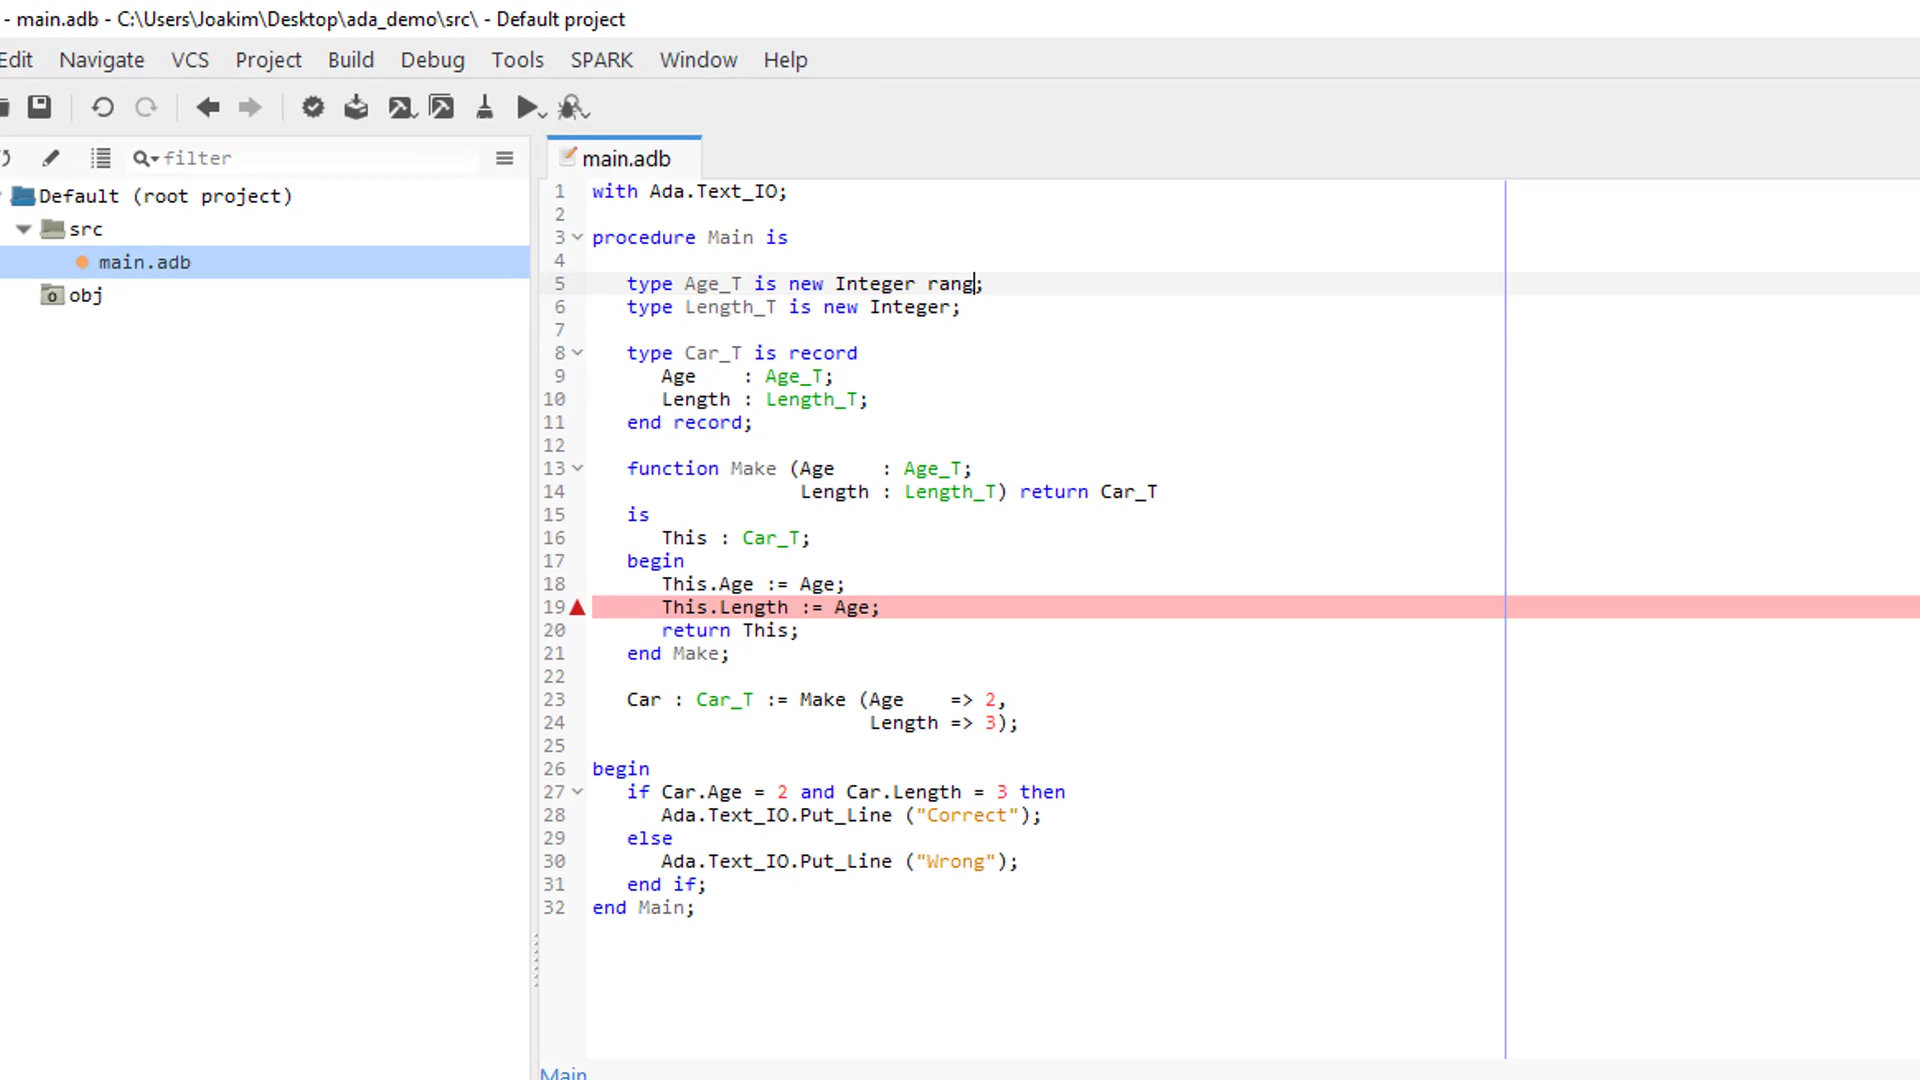 - main.adb - C:\Users\Joakim\Desktop\ada_demo\src\ - Default project
Edit Navigate VCS Project Build Debug Tools SPARK Window Help
filter
main.adb
Default (root project)
src
main.adb
obj
1 with Ada.Text_IO;
2
3 procedure Main is
4
5 type Age_T is new Integer rang;
6 type Length_T is new Integer;
7
8 type Car_T is record
9 Age : Age_T;
10 Length : Length_T;
11 end record;
12
13 function Make (Age : Age_T;
14 Length : Length_T) return Car_T
15 is
16 This : Car_T;
17 begin
18 This.Age := Age;
19 This.Length := Age;
20 return This;
21 end Make;
22
23 Car : Car_T := Make (Age => 2,
24 Length => 3);
25
26 begin
27 if Car.Age = 2 and Car.Length = 3 then
28 Ada.Text_IO.Put_Line ("Correct");
29 else
30 Ada.Text_IO.Put_Line ("Wrong");
31 end if;
32 end Main;
Main